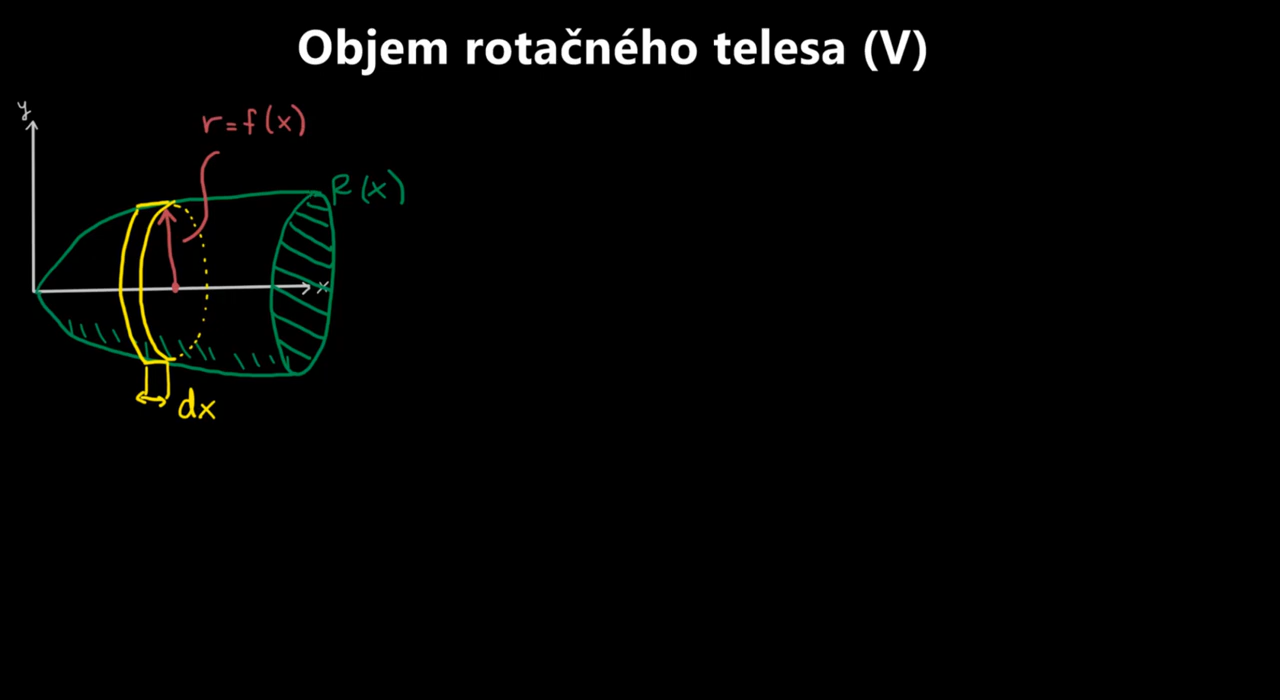 Objem rotačného telesa (V)
y
r=f(x)
R(x)
x
dx